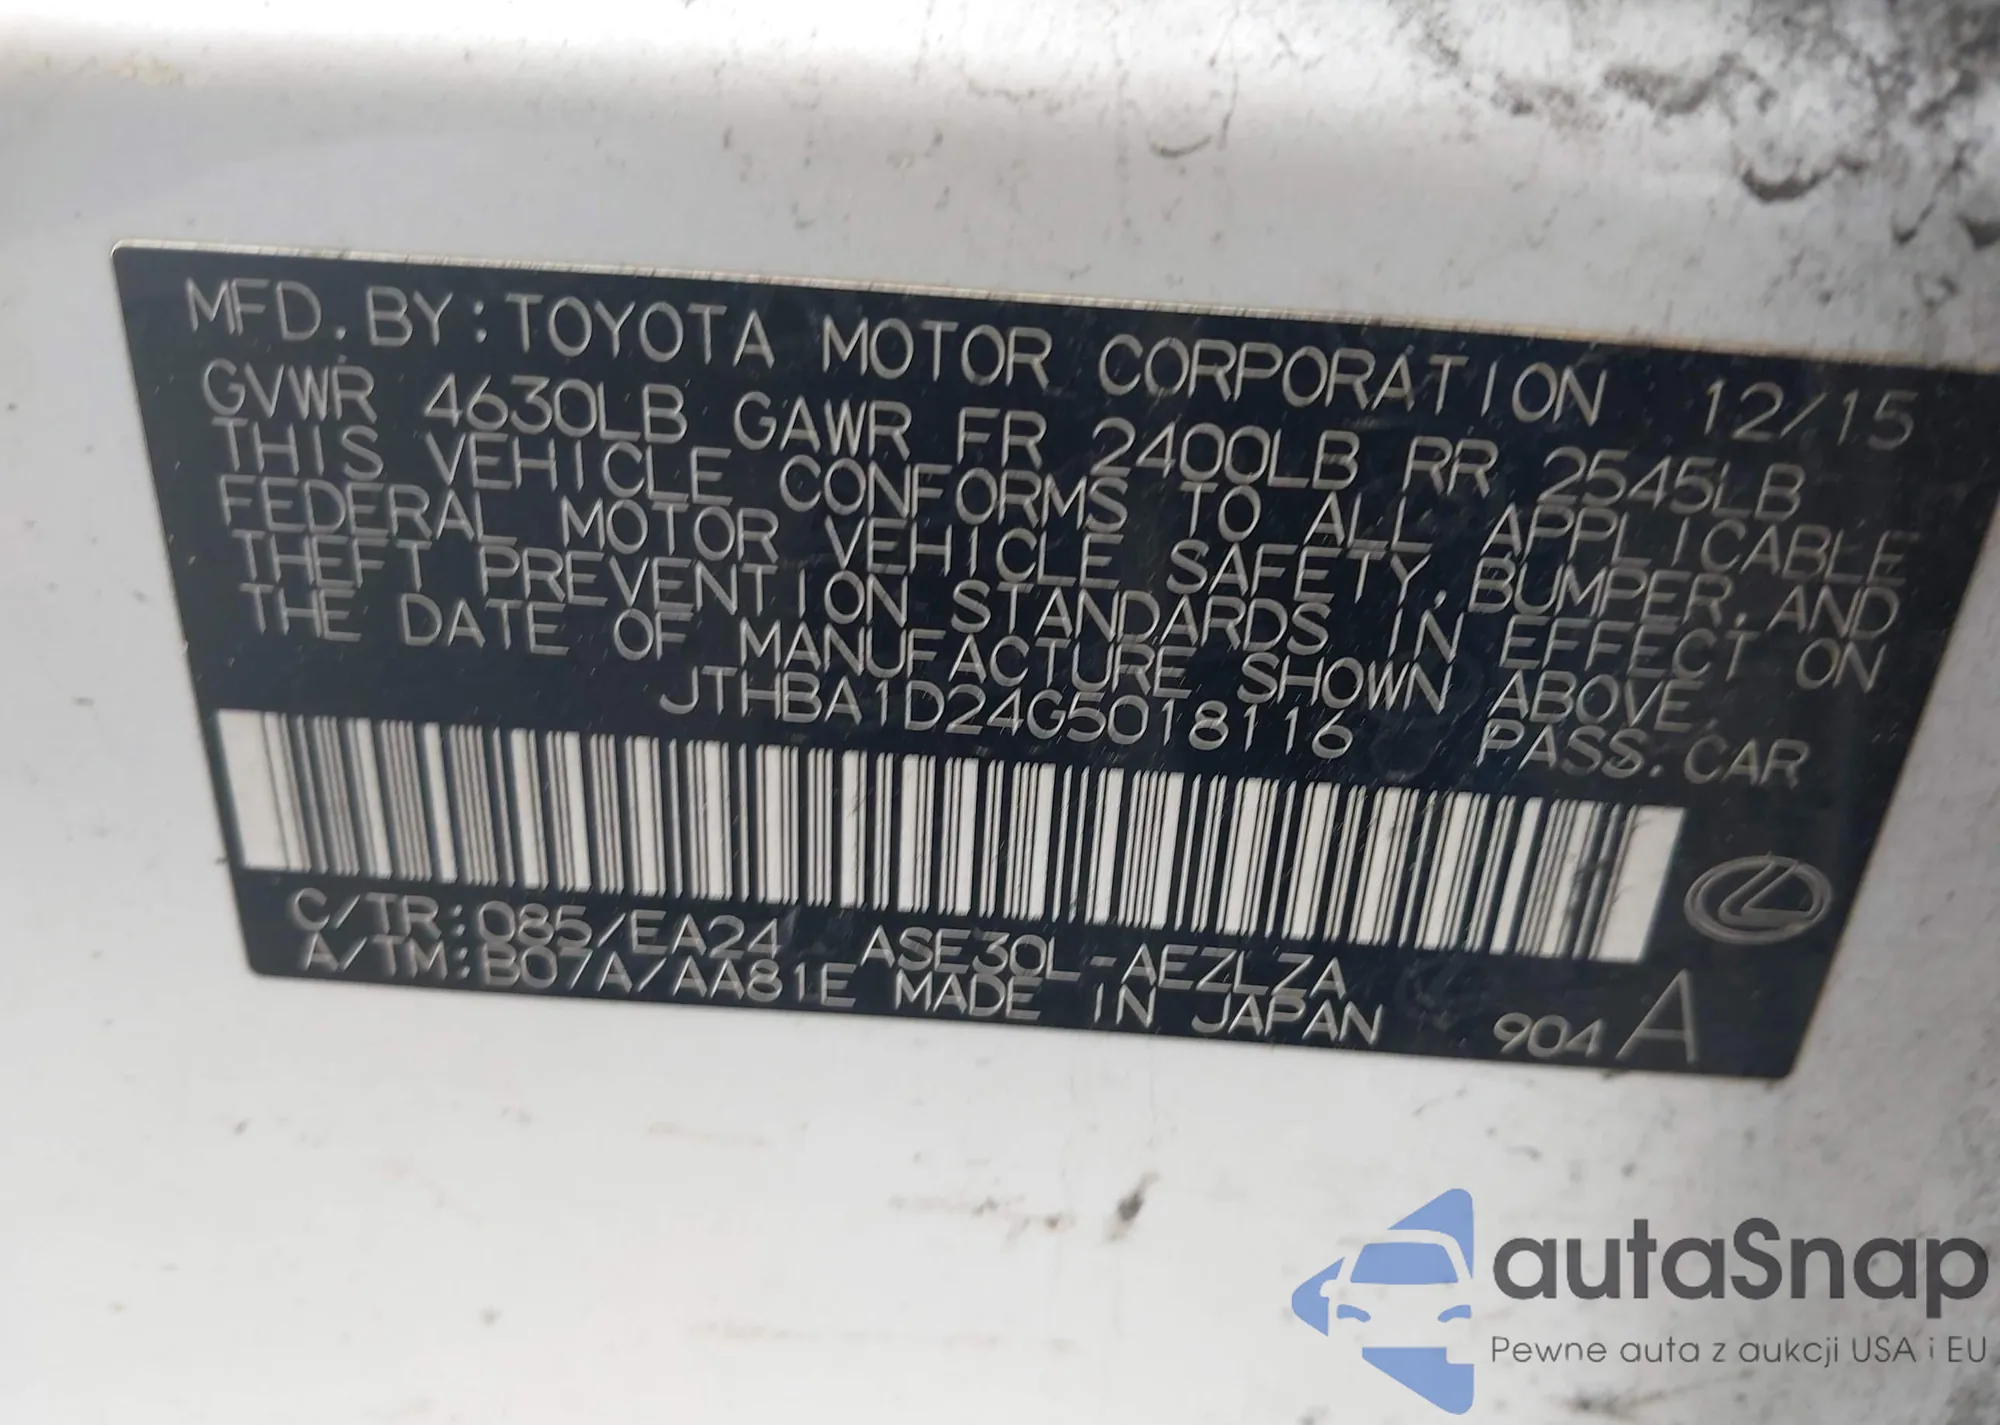 MFD. BY: TOYOTA MOTOR CORPORATION 12/15
GVWR 4630LB GAWR FR 2400LB RR 2545LB
THIS VEHICLE CONFORMS TO ALL APPLICABLE
FEDERAL MOTOR VEHICLE SAFETY, BUMPER, AND
THEFT PREVENTION STANDARDS IN EFFECT ON
THE DATE OF MANUFACTURE SHOWN ABOVE.
JTHBA1D24G5018116 PASS. CAR
C/TR: 085/EA24 ASE30L-AEZLZA
A/TM: B07A/AA81E MADE IN JAPAN 904 A
autaSnap
Pewne auta z aukcji USA i EU